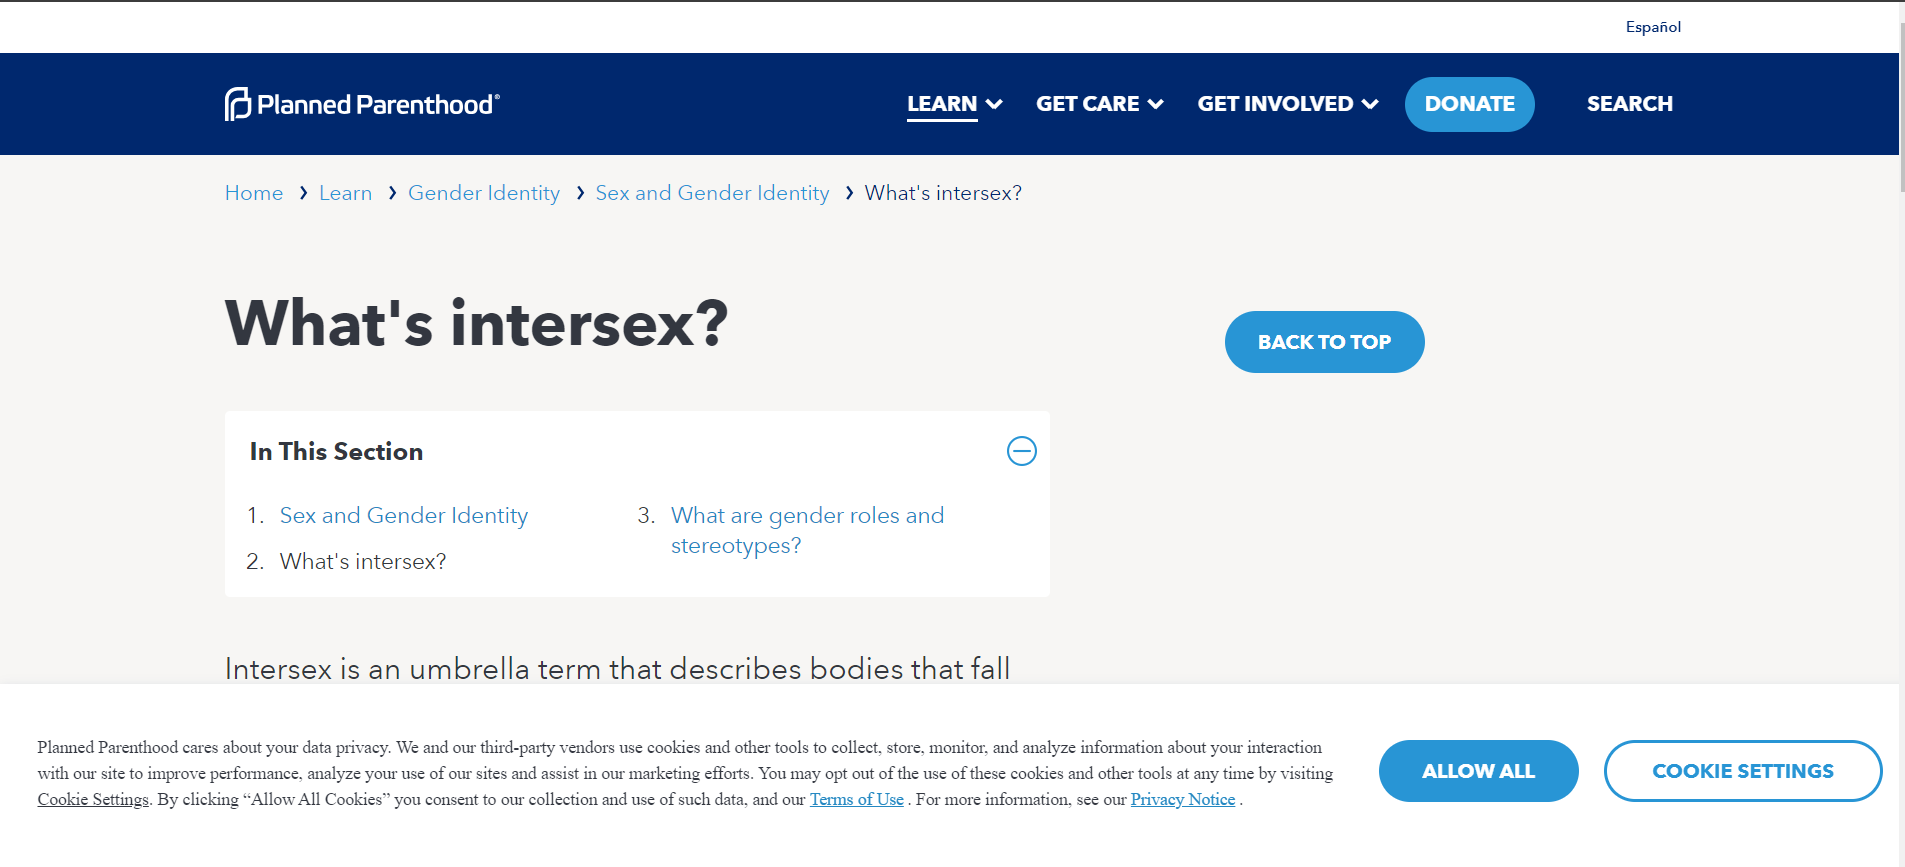 Español
Planned Parenthood®
LEARN GET CARE GET INVOLVED DONATE SEARCH
Home Learn Gender Identity Sex and Gender Identity What's intersex?
What's intersex?
BACK TO TOP
In This Section
1. Sex and Gender Identity
2. What's intersex?
3. What are gender roles and
stereotypes?
Intersex is an umbrella term that describes bodies that fall
Planned Parenthood cares about your data privacy. We and our third-party vendors use cookies and other tools to collect, store, monitor, and analyze information about your interaction
with our site to improve performance, analyze your use of our sites and assist in our marketing efforts. You may opt out of the use of these cookies and other tools at any time by visiting
Cookie Settings. By clicking “Allow All Cookies” you consent to our collection and use of such data, and our Terms of Use . For more information, see our Privacy Notice .
ALLOW ALL
COOKIE SETTINGS